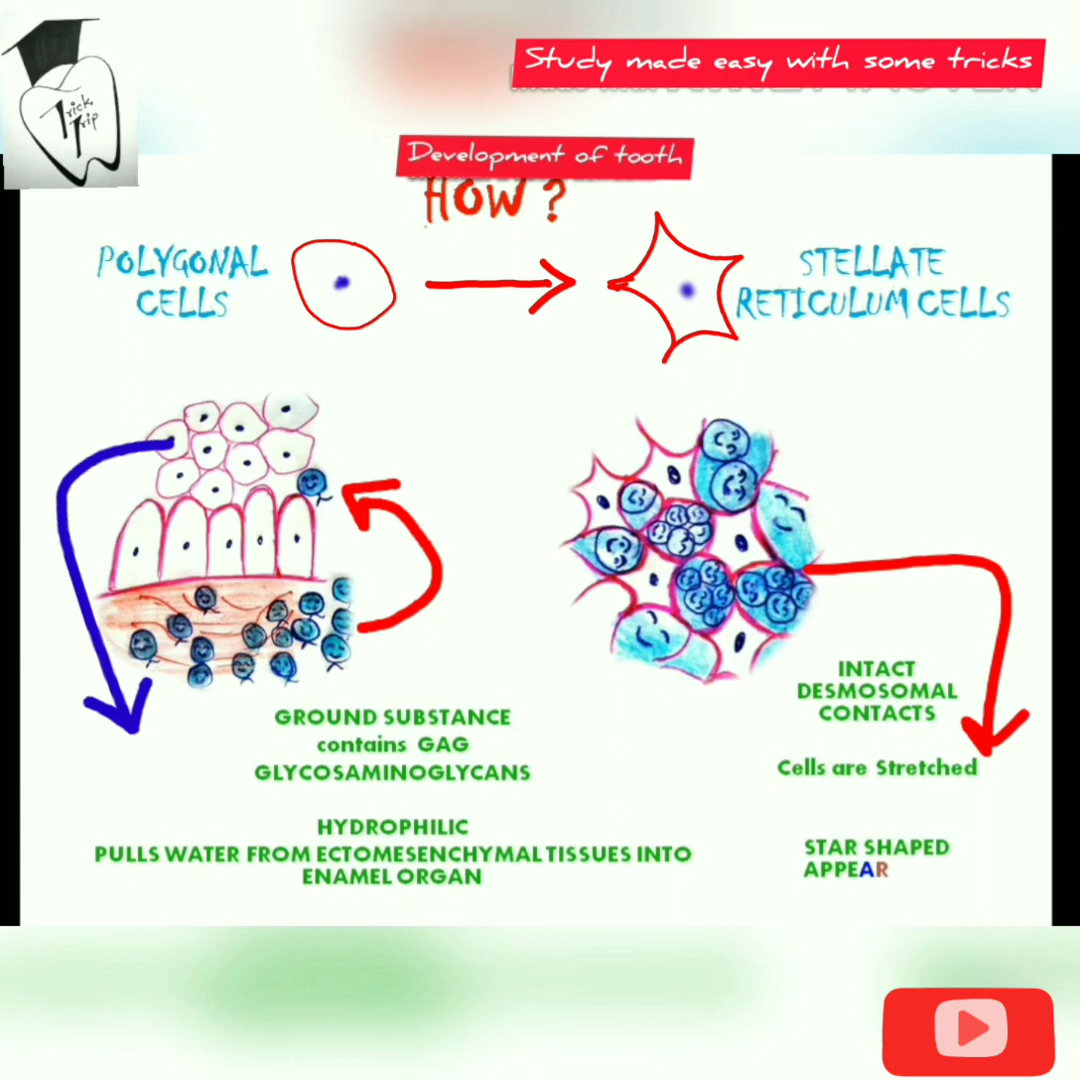 Trick
Trip
Study made easy with some tricks
Development of tooth
HOW ?
POLYGONAL
CELLS
STELLATE
RETICULUM CELLS
GROUND SUBSTANCE
contains GAG
GLYCOSAMINOGLYCANS
HYDROPHILIC
PULLS WATER FROM ECTOMESENCHYMAL TISSUES INTO
ENAMEL ORGAN
INTACT
DESMOSOMAL
CONTACTS
Cells are Stretched
STAR SHAPED
APPEAR